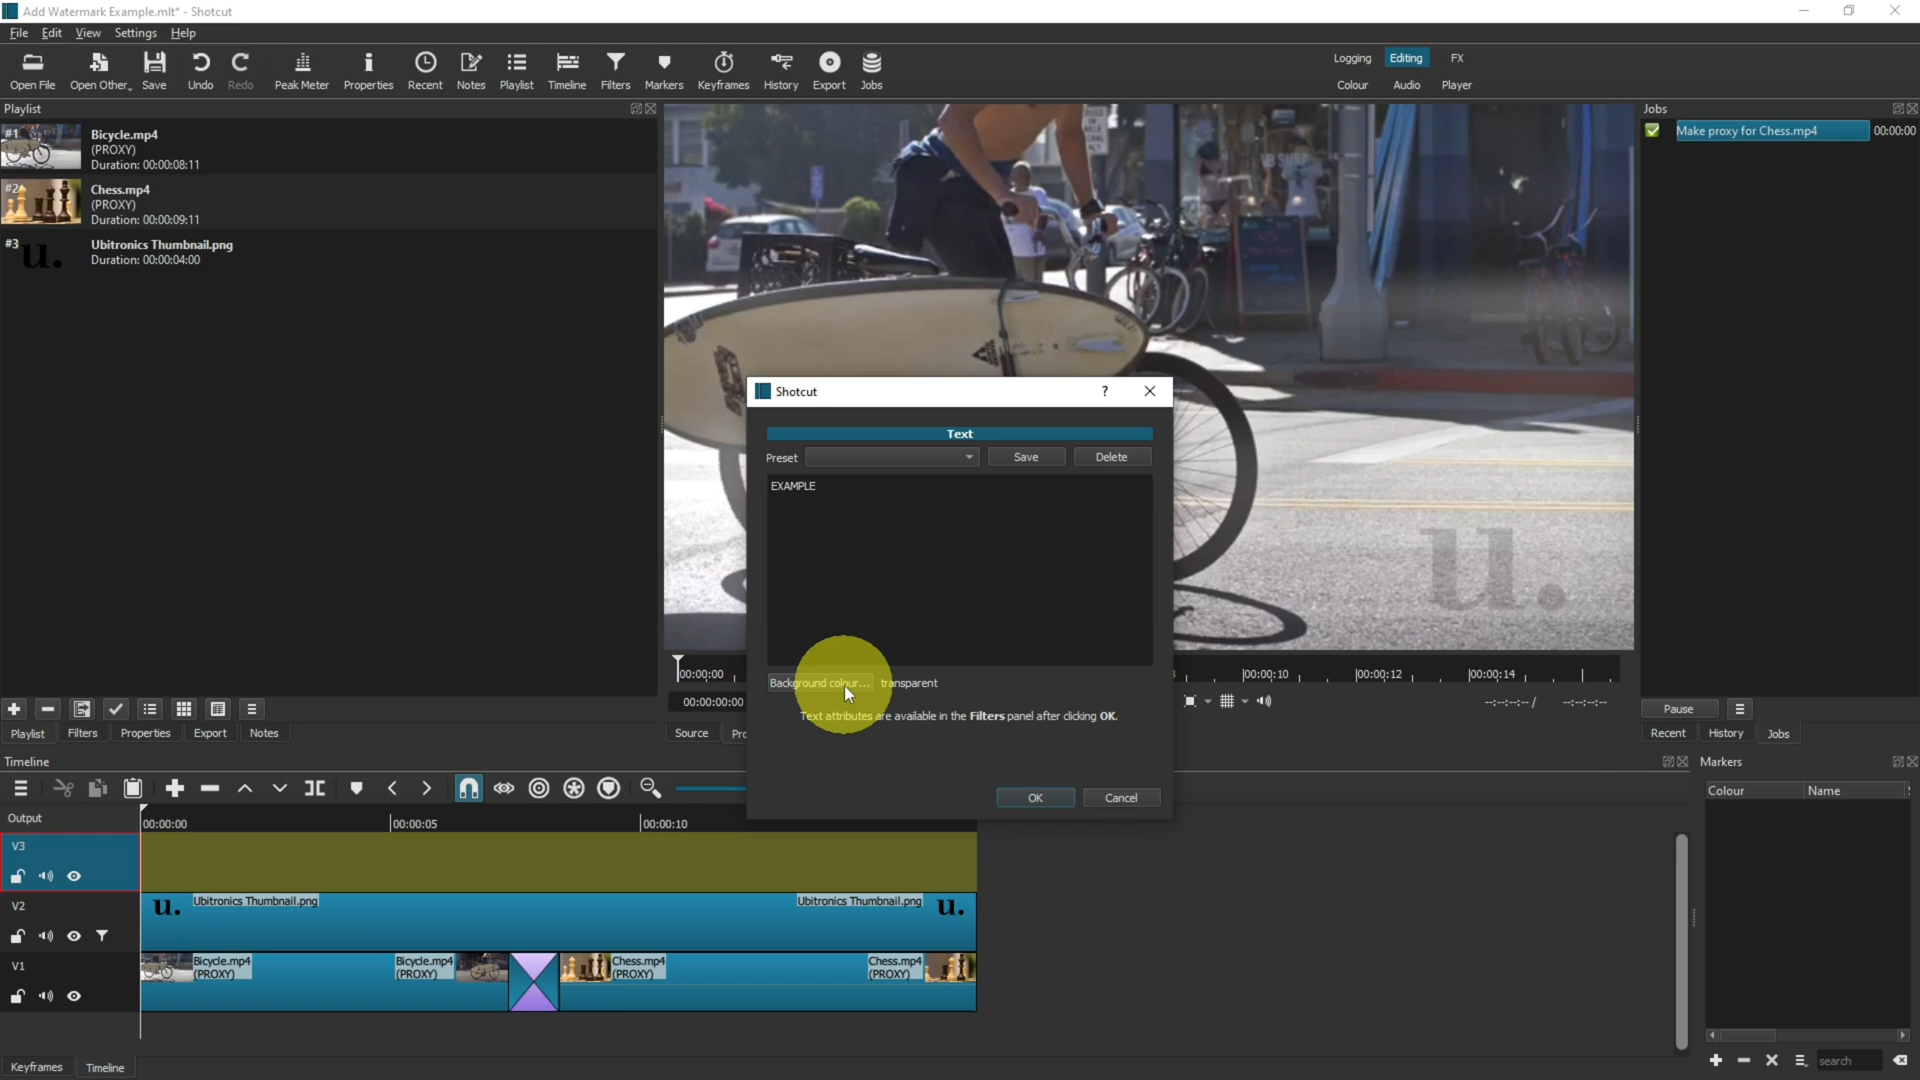 Add Watermark Example.mlt* - Shotcut
File Edit View Settings Help
Open File Open Other... Save Undo Redo Peak Meter Properties Recent Notes Playlist Timeline Filters Markers Keyframes History Export Jobs
Logging Editing FX
Colour Audio Player
Playlist
#1 Bicycle.mp4
(PROXY)
Duration: 00:00:08:11
#2 Chess.mp4
(PROXY)
Duration: 00:00:09:11
#3 u. Ubitronics Thumbnail.png
Duration: 00:00:04:00
Jobs
Make proxy for Chess.mp4 00:00:00
VB SURF
u.
Shotcut
Text
Preset Save Delete
EXAMPLE
Background colour... transparent
Text attributes are available in the Filters panel after clicking OK.
OK Cancel
00:00:00 00:00:10 00:00:12 00:00:14
00:00:00:00 --:--:--:-- / --:--:--:--
Playlist Filters Properties Export Notes
Source Pro
Pause
Recent History Jobs
Timeline
Markers
Colour Name
Output 00:00:00 00:00:05 00:00:10
V3
V2
u. Ubitronics Thumbnail.png Ubitronics Thumbnail.png u.
V1
Bicycle.mp4
(PROXY)
Bicycle.mp4
(PROXY)
Chess.mp4
(PROXY)
Chess.mp4
(PROXY)
Keyframes Timeline
search